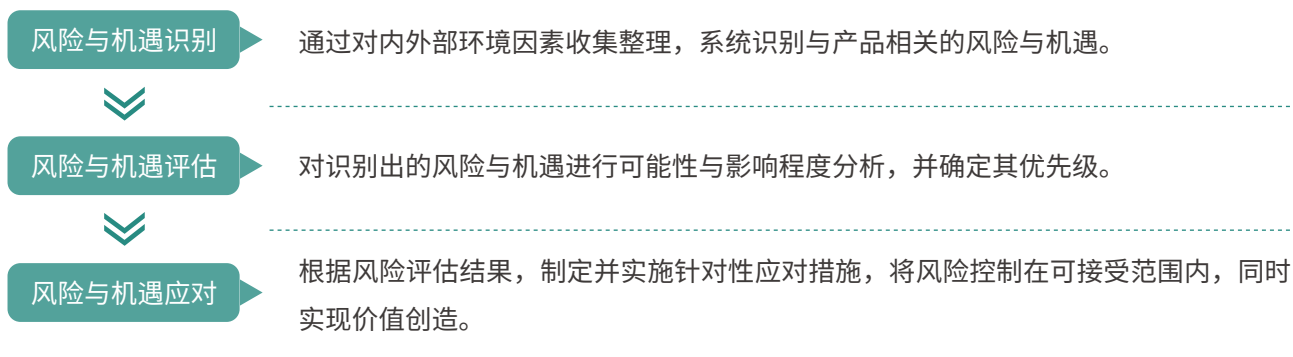 风险与机遇识别
通过对内外部环境因素收集整理，系统识别与产品相关的风险与机遇。
风险与机遇评估
对识别出的风险与机遇进行可能性与影响程度分析，并确定其优先级。
风险与机遇应对
根据风险评估结果，制定并实施针对性应对措施，将风险控制在可接受范围内，同时
实现价值创造。